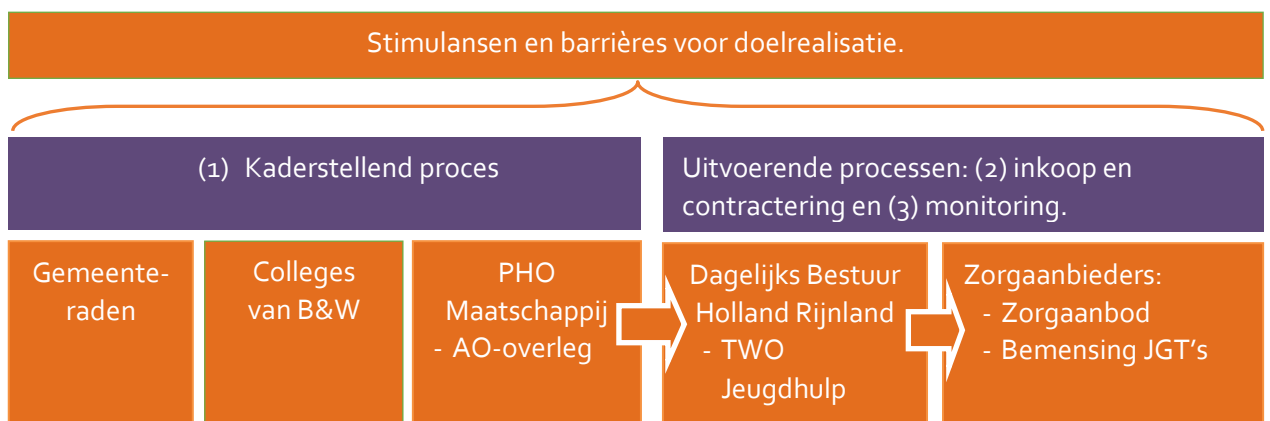 Stimulansen en barrières voor doelrealisatie.
(1) Kaderstellend proces
Uitvoerende processen: (2) inkoop en
contractering en (3) monitoring.
Gemeente-
raden
Colleges
van B&W
PHO
Maatschappij
- AO-overleg
Dagelijks Bestuur
Holland Rijnland
- TWO
Jeugdhulp
Zorgaanbieders:
- Zorgaanbod
- Bemensing JGT's